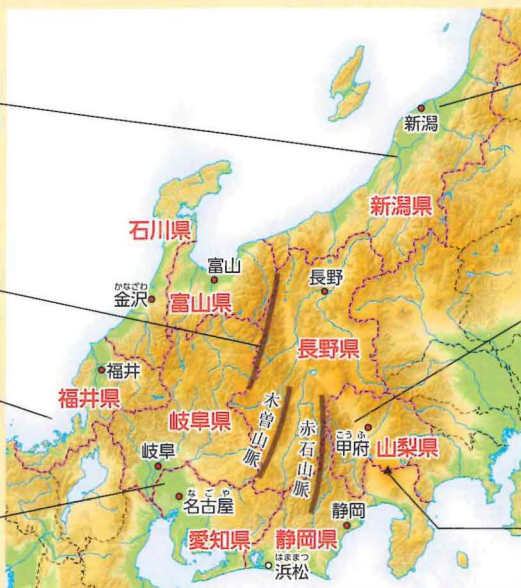 新潟
新潟県
石川県
富山
長野
かなざわ
金沢
富山県
長野県
福井
福井県
岐阜県
木曽山脈
赤石山脈
こうふ
甲府
山梨県
岐阜
なごや
名古屋
静岡
愛知県
静岡県
はままつ
浜松